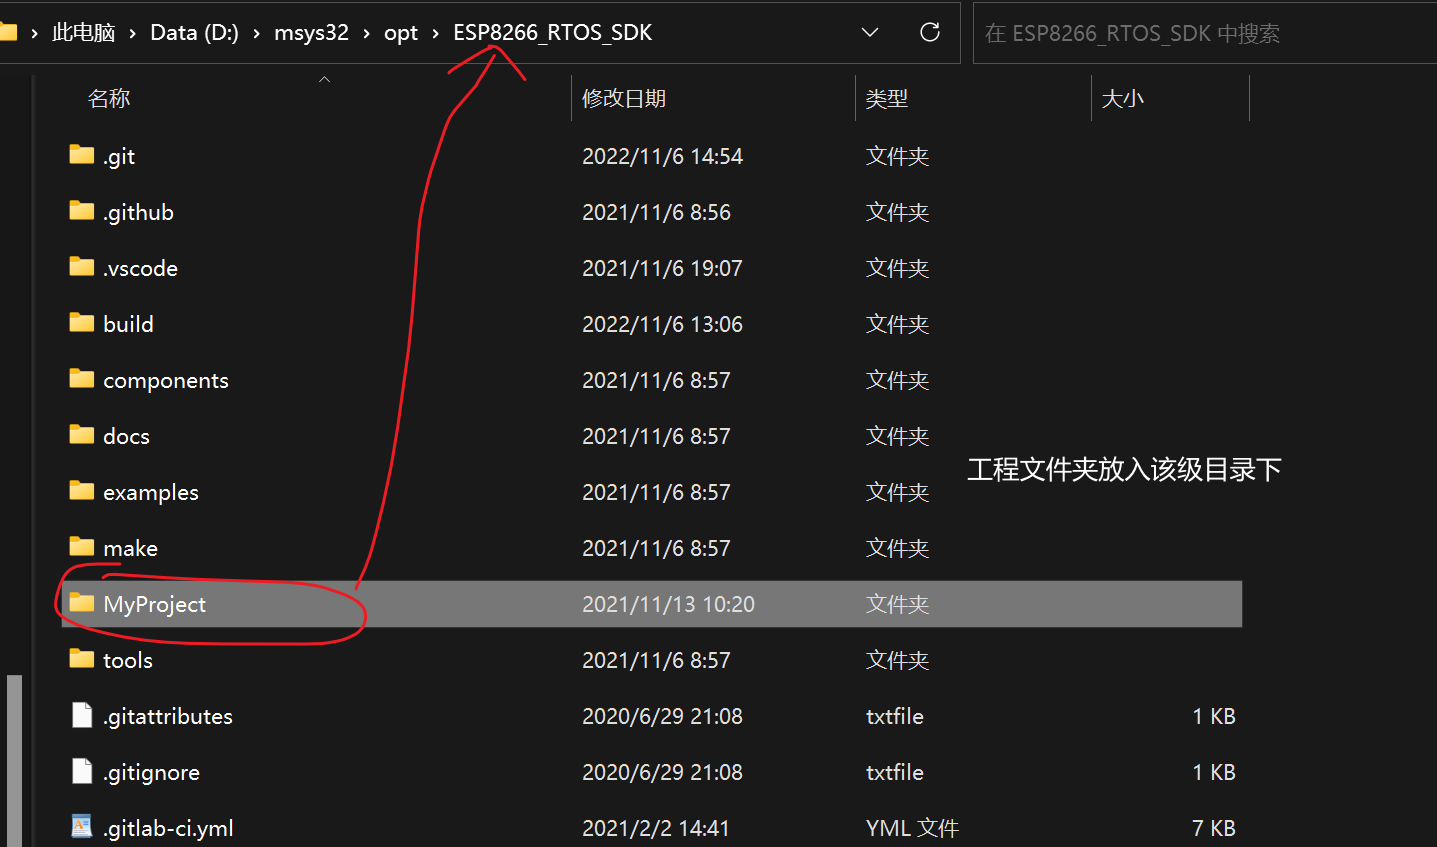 此电脑 › Data (D:) › msys32 › opt › ESP8266_RTOS_SDK
在 ESP8266_RTOS_SDK 中搜索
名称 修改日期 类型 大小
.git 2022/11/6 14:54 文件夹
.github 2021/11/6 8:56 文件夹
.vscode 2021/11/6 19:07 文件夹
build 2022/11/6 13:06 文件夹
components 2021/11/6 8:57 文件夹
docs 2021/11/6 8:57 文件夹
工程文件夹放入该级目录下
examples 2021/11/6 8:57 文件夹
make 2021/11/6 8:57 文件夹
MyProject 2021/11/13 10:20 文件夹
tools 2021/11/6 8:57 文件夹
.gitattributes 2020/6/29 21:08 txtfile 1 KB
.gitignore 2020/6/29 21:08 txtfile 1 KB
.gitlab-ci.yml 2021/2/2 14:41 YML 文件 7 KB